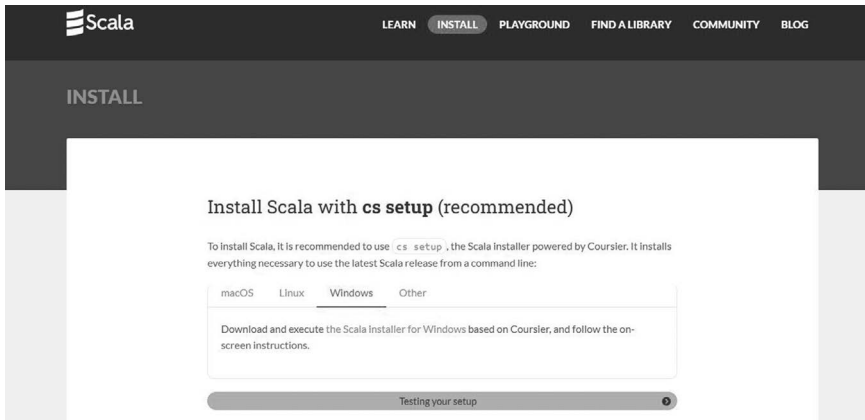 Scala LEARN INSTALL PLAYGROUND FIND A LIBRARY COMMUNITY BLOG
INSTALL
Install Scala with cs setup (recommended)
To install Scala, it is recommended to use cs setup, the Scala installer powered by Coursier. It installs
everything necessary to use the latest Scala release from a command line:
macOS Linux Windows Other
Download and execute the Scala installer for Windows based on Coursier, and follow the on-
screen instructions.
Testing your setup